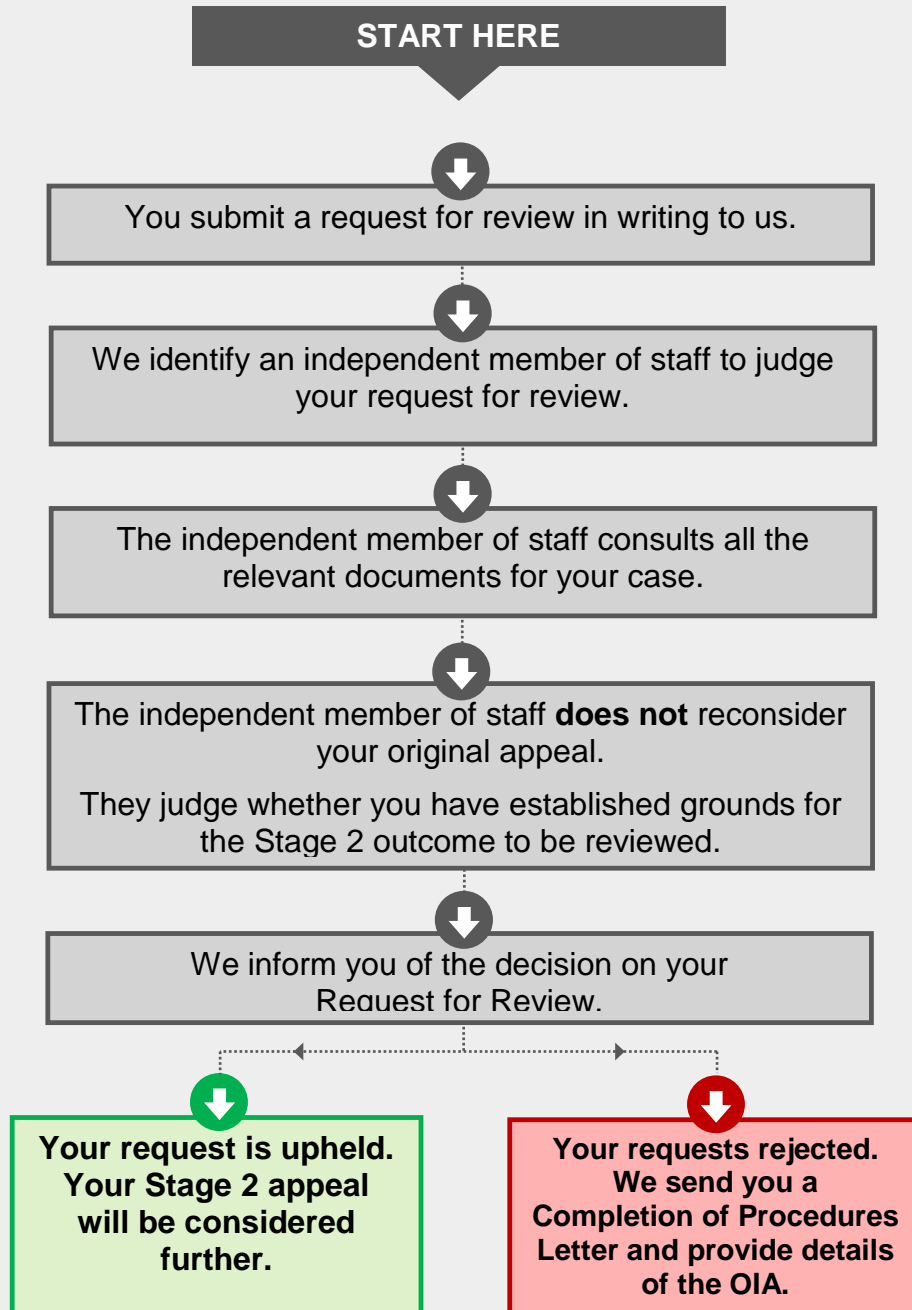 START HERE
You submit a request for review in writing to us.
We identify an independent member of staff to judge
your request for review.
The independent member of staff consults all the
relevant documents for your case.
The independent member of staff does not reconsider
your original appeal.
They judge whether you have established grounds for
the Stage 2 outcome to be reviewed.
We inform you of the decision on your
Request for Review.
Your request is upheld.
Your Stage 2 appeal
will be considered
further.
Your requests rejected.
We send you a
Completion of Procedures
Letter and provide details
of the OIA.